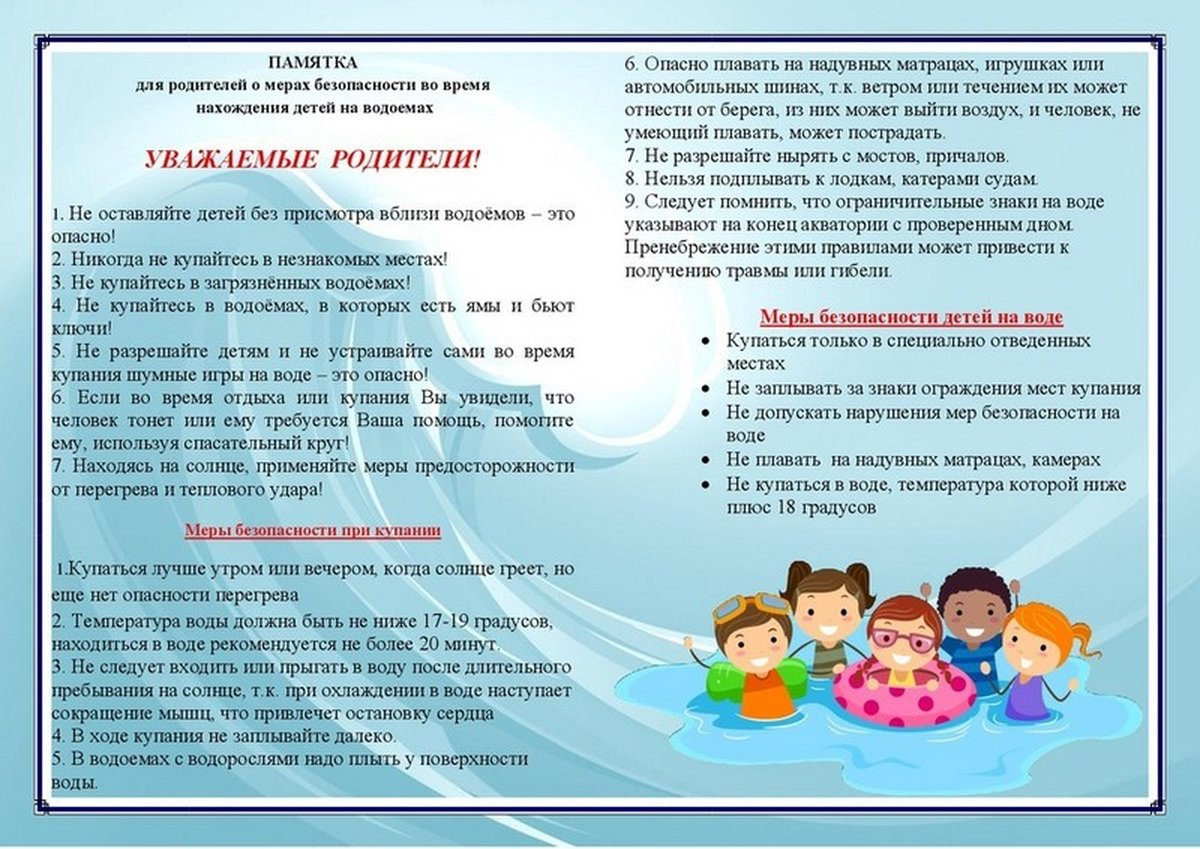 ПАМЯТКА
для родителей о мерах безопасности во время
нахождения детей на водоемах
УВАЖАЕМЫЕ РОДИТЕЛИ!
1. Не оставляйте детей без присмотра вблизи водоёмов – это
опасно!
2. Никогда не купайтесь в незнакомых местах!
3. Не купайтесь в загрязнённых водоёмах!
4. Не купайтесь в водоёмах, в которых есть ямы и бьют
ключи!
5. Не разрешайте детям и не устраивайте сами во время
купания шумные игры на воде – это опасно!
6. Если во время отдыха или купания Вы увидели, что
человек тонет или ему требуется Ваша помощь, помогите
ему, используя спасательный круг!
7. Находясь на солнце, применяйте меры предосторожности
от перегрева и теплового удара!
Меры безопасности при купании
1.Купаться лучше утром или вечером, когда солнце греет, но
еще нет опасности перегрева
2. Температура воды должна быть не ниже 17-19 градусов,
находиться в воде рекомендуется не более 20 минут.
3. Не следует входить или прыгать в воду после длительного
пребывания на солнце, т.к. при охлаждении в воде наступает
сокращение мышц, что привлечет остановку сердца
4. В ходе купания не заплывайте далеко.
5. В водоемах с водорослями надо плыть у поверхности
воды.
6. Опасно плавать на надувных матрацах, игрушках или
автомобильных шинах, т.к. ветром или течением их может
отнести от берега, из них может выйти воздух, и человек, не
умеющий плавать, может пострадать.
7. Не разрешайте нырять с мостов, причалов.
8. Нельзя подплывать к лодкам, катерами судам.
9. Следует помнить, что ограничительные знаки на воде
указывают на конец акватории с проверенным дном.
Пренебрежение этими правилами может привести к
получению травмы или гибели.
Меры безопасности детей на воде
• Купаться только в специально отведенных
местах
• Не заплывать за знаки ограждения мест купания
• Не допускать нарушения мер безопасности на
воде
• Не плавать на надувных матрацах, камерах
• Не купаться в воде, температура которой ниже
плюс 18 градусов